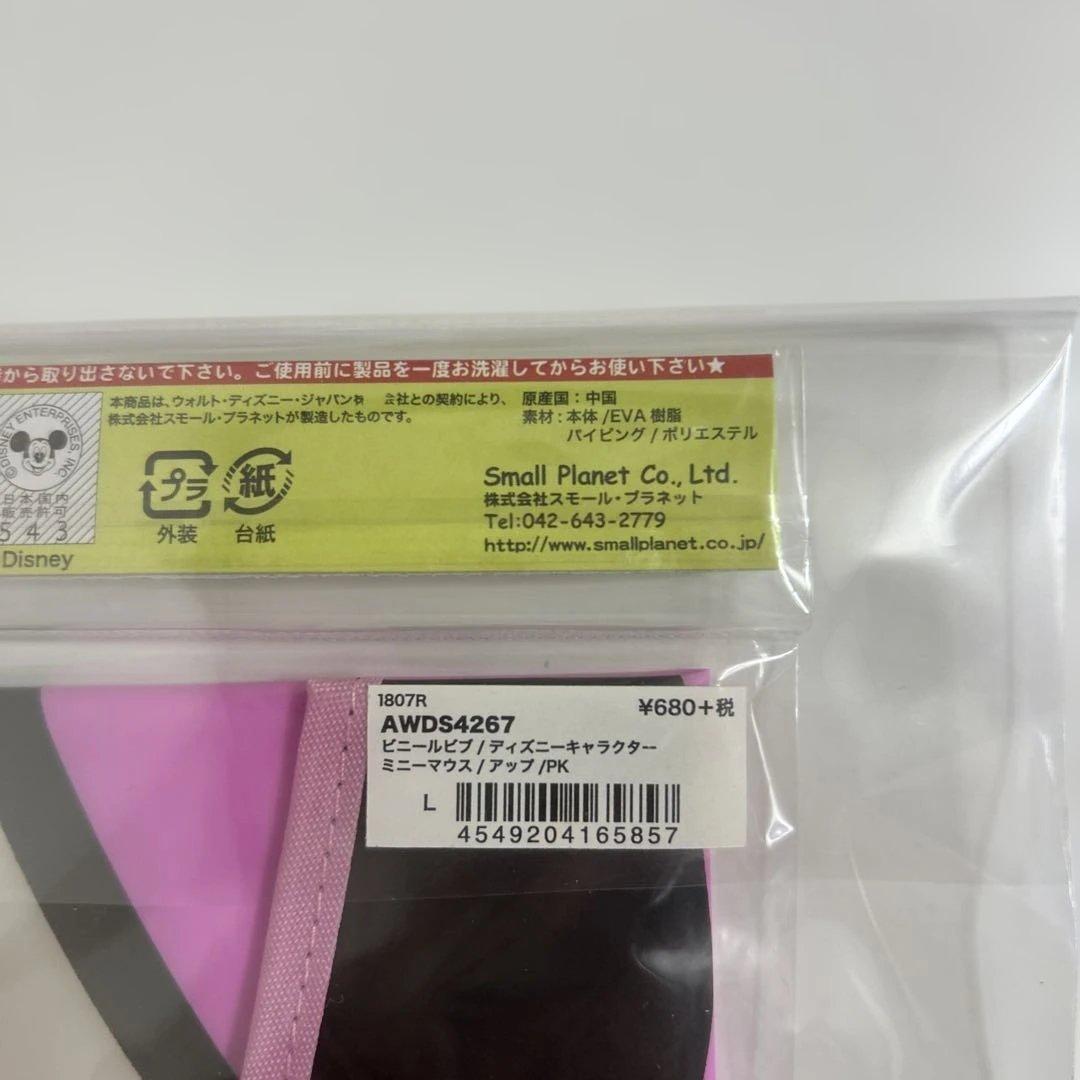 から取り出さないで下さい。ご使用前に製品を一度お洗濯してからお使い下さい★
本商品は、ウォルト・ディズニー・ジャパン株 会社との契約により、
株式会社スモール・プラネットが製造したものです。
原産国：中国
素材：本体/EVA樹脂
パイピング/ポリエステル
©DISNEY ENTERPRISES, INC
日本国内
販売許可
543
Disney
プラ
外装
紙
台紙
Small Planet Co., Ltd.
株式会社スモール・プラネット
Tel:042-643-2779
http://www.smallplanet.co.jp/
1807R
¥680+税
AWDS4267
ビニールビブ/ディズニーキャラクター
ミニーマウス/アップ/PK
L
4549204165857